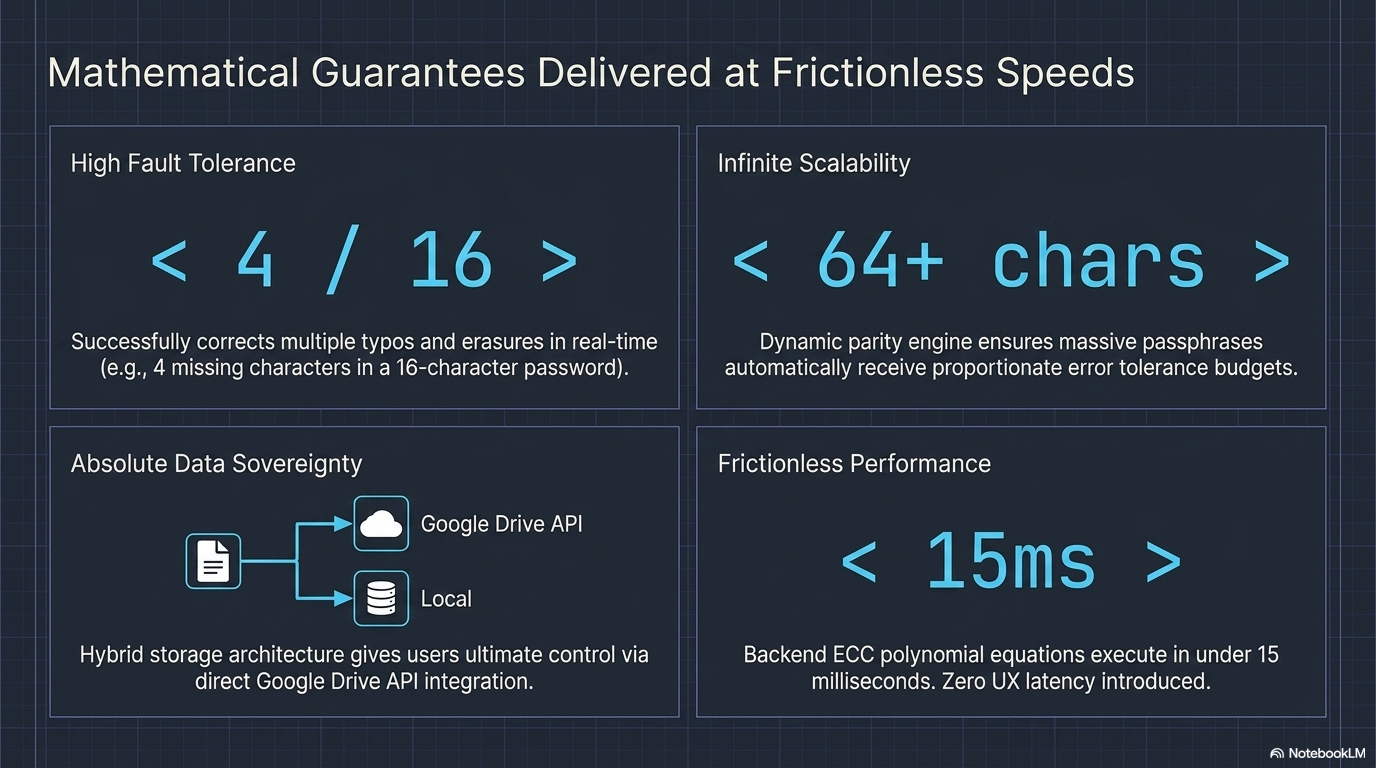 Mathematical Guarantees Delivered at Frictionless Speeds
High Fault Tolerance
< 4 / 16 >
Successfully corrects multiple typos and erasures in real-time
(e.g., 4 missing characters in a 16-character password).
Infinite Scalability
< 64+ chars >
Dynamic parity engine ensures massive passphrases
automatically receive proportionate error tolerance budgets.
Absolute Data Sovereignty
Google Drive API
Local
Hybrid storage architecture gives users ultimate control via
direct Google Drive API integration.
Frictionless Performance
< 15ms >
Backend ECC polynomial equations execute in under 15
milliseconds. Zero UX latency introduced.
NotebookLM